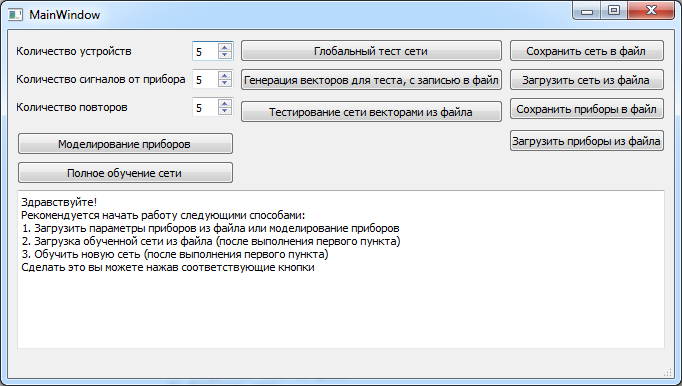 MainWindow
Количество устройств 5 Глобальный тест сети Сохранить сеть в файл
Количество сигналов от прибора 5 Генерация векторов для теста, с записью в файл Загрузить сеть из файла
Количество повторов 5 Тестирование сети векторами из файла Сохранить приборы в файл
Загрузить приборы из файла
Моделирование приборов
Полное обучение сети
Здравствуйте!
Рекомендуется начать работу следующими способами:
1. Загрузить параметры приборов из файла или моделирование приборов
2. Загрузка обученной сети из файла (после выполнения первого пункта)
3. Обучить новую сеть (после выполнения первого пункта)
Сделать это вы можете нажав соответствующие кнопки